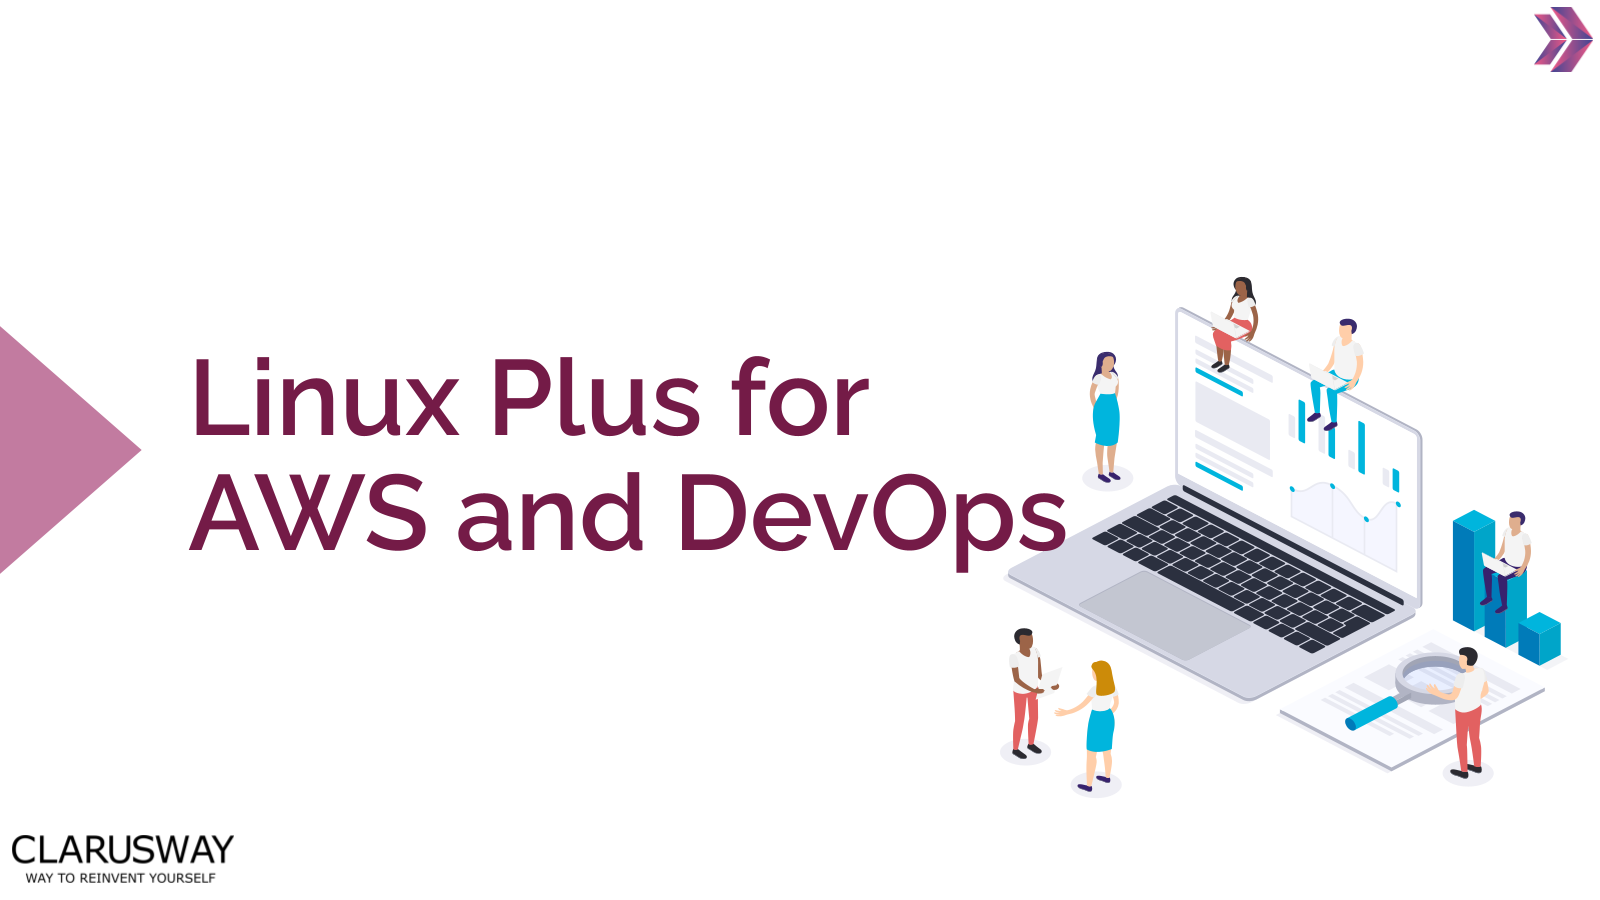 Linux Plus for
AWS and DevOps
CLARUSWAY
WAY TO REINVENT YOURSELF